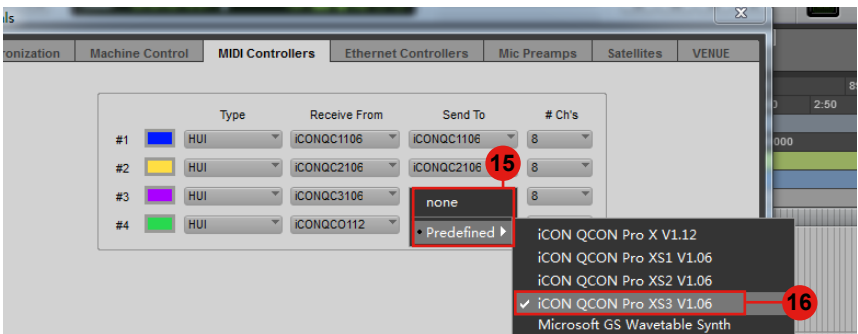 ls
ronization Machine Control MIDI Controllers Ethernet Controllers Mic Preamps Satellites VENUE
Type Receive From Send To # Ch's
#1 HUI iCONQC1106 iCONQC1106 8
#2 HUI iCONQC2106 iCONQC2106 8
#3 HUI iCONQC3106 8
#4 HUI iCONQCO112
15
none
Predefined
iCON QCON Pro X V1.12
iCON QCON Pro XS1 V1.06
iCON QCON Pro XS2 V1.06
✓ iCON QCON Pro XS3 V1.06
16
Microsoft GS Wavetable Synth
2:50
000